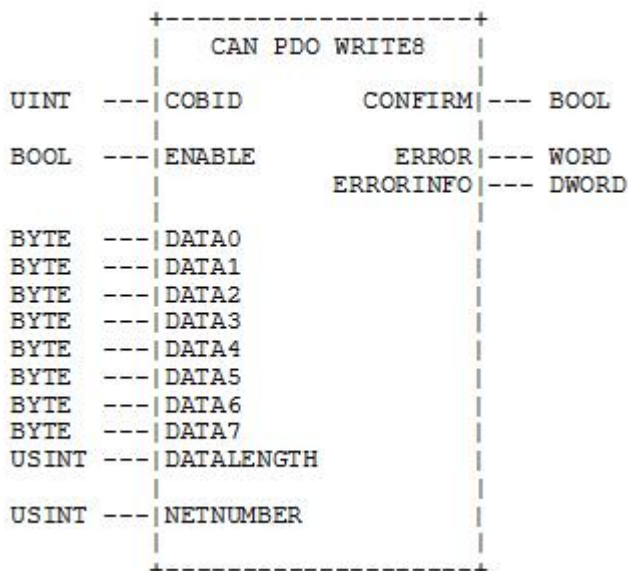 CAN PDO WRITE8
UINT ---|COBID CONFIRM|--- BOOL
BOOL ---|ENABLE ERROR|--- WORD
ERRORINFO|--- DWORD
BYTE ---|DATA0
BYTE ---|DATA1
BYTE ---|DATA2
BYTE ---|DATA3
BYTE ---|DATA4
BYTE ---|DATA5
BYTE ---|DATA6
BYTE ---|DATA7
USINT ---|DATALENGTH
USINT ---|NETNUMBER